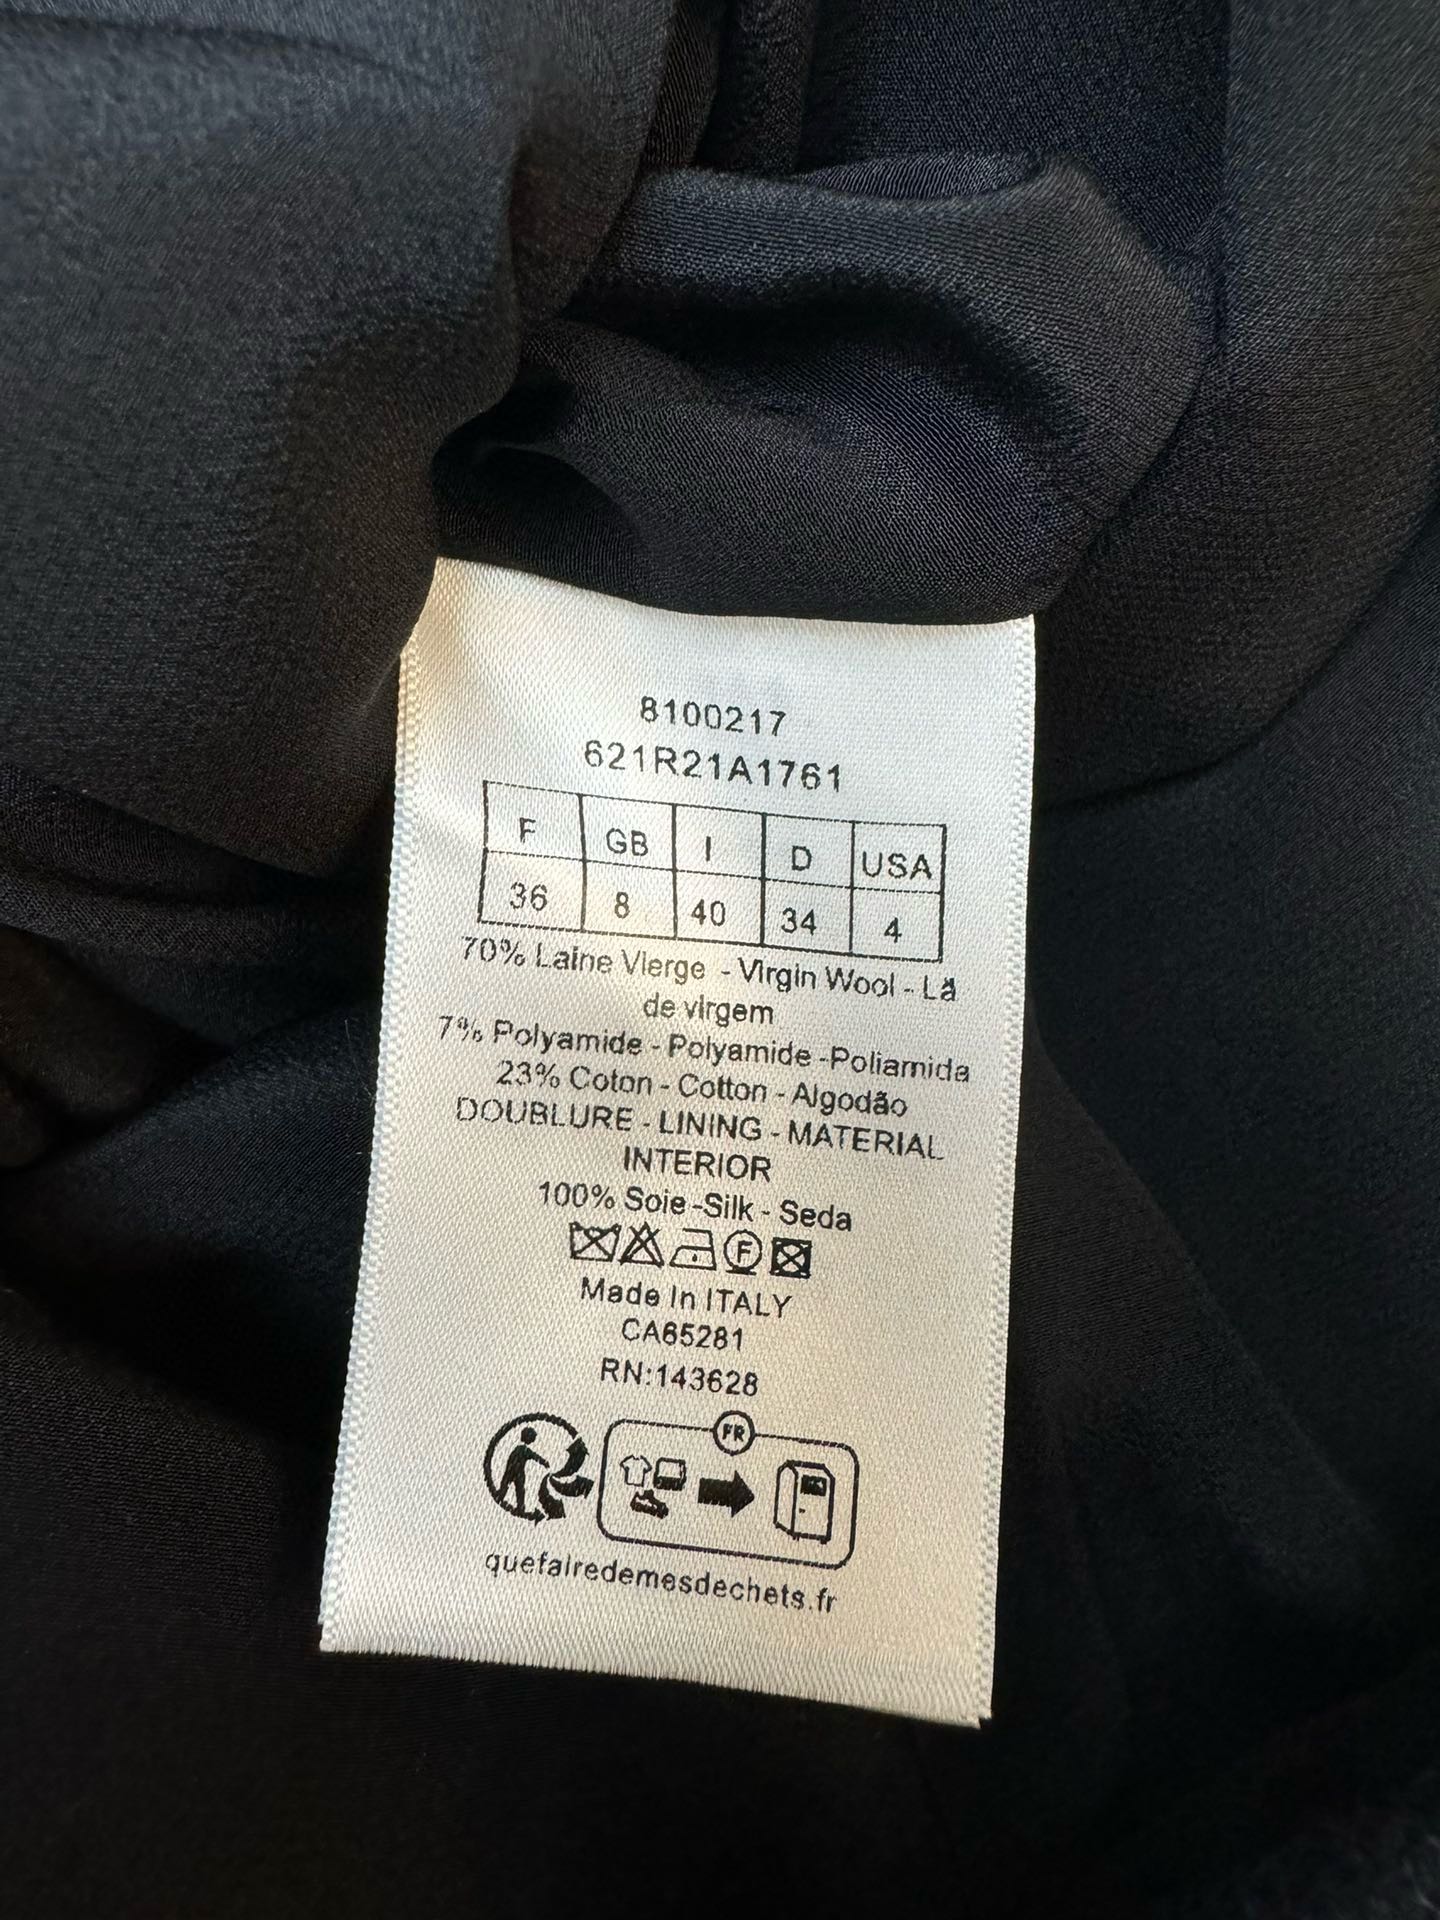 8100217
621R21A1761
F GB I D USA
36 8 40 34 4
70% Laine Vierge - Virgin Wool - Lã
de virgem
7% Polyamide - Polyamide -Poliamida
23% Coton - Cotton - Algodão
DOUBLURE - LINING - MATERIAL
INTERIOR
100% Soie -Silk - Seda
F
Made In ITALY
CA65281
RN:143628
FR
quefairedemesdechets.fr